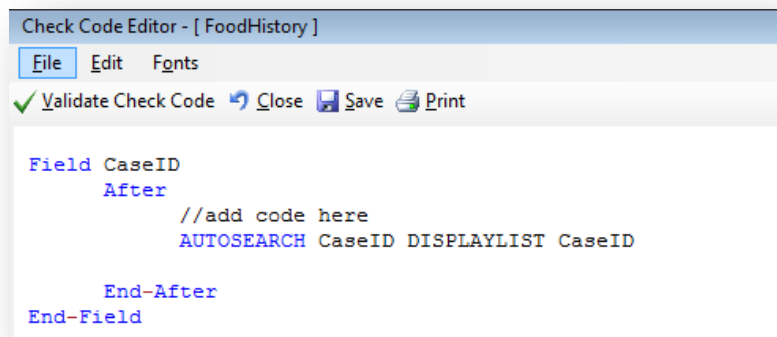 Check Code Editor - [ FoodHistory ]
File Edit Fonts
Validate Check Code Close Save Print
Field CaseID
After
//add code here
AUTOSEARCH CaseID DISPLAYLIST CaseID
End-After
End-Field